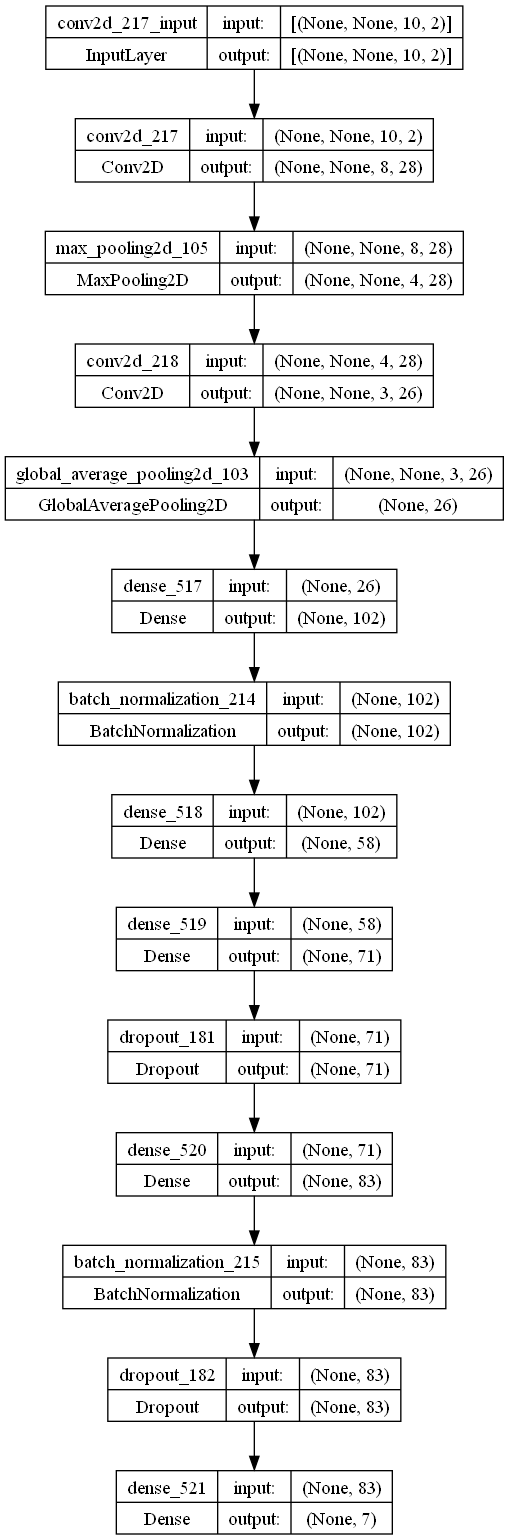 conv2d_217_input input: [(None, None, 10, 2)]
InputLayer output: [(None, None, 10, 2)]
conv2d_217 input: (None, None, 10, 2)
Conv2D output: (None, None, 8, 28)
max_pooling2d_105 input: (None, None, 8, 28)
MaxPooling2D output: (None, None, 4, 28)
conv2d_218 input: (None, None, 4, 28)
Conv2D output: (None, None, 3, 26)
global_average_pooling2d_103 input: (None, None, 3, 26)
GlobalAveragePooling2D output: (None, 26)
dense_517 input: (None, 26)
Dense output: (None, 102)
batch_normalization_214 input: (None, 102)
BatchNormalization output: (None, 102)
dense_518 input: (None, 102)
Dense output: (None, 58)
dense_519 input: (None, 58)
Dense output: (None, 71)
dropout_181 input: (None, 71)
Dropout output: (None, 71)
dense_520 input: (None, 71)
Dense output: (None, 83)
batch_normalization_215 input: (None, 83)
BatchNormalization output: (None, 83)
dropout_182 input: (None, 83)
Dropout output: (None, 83)
dense_521 input: (None, 83)
Dense output: (None, 7)